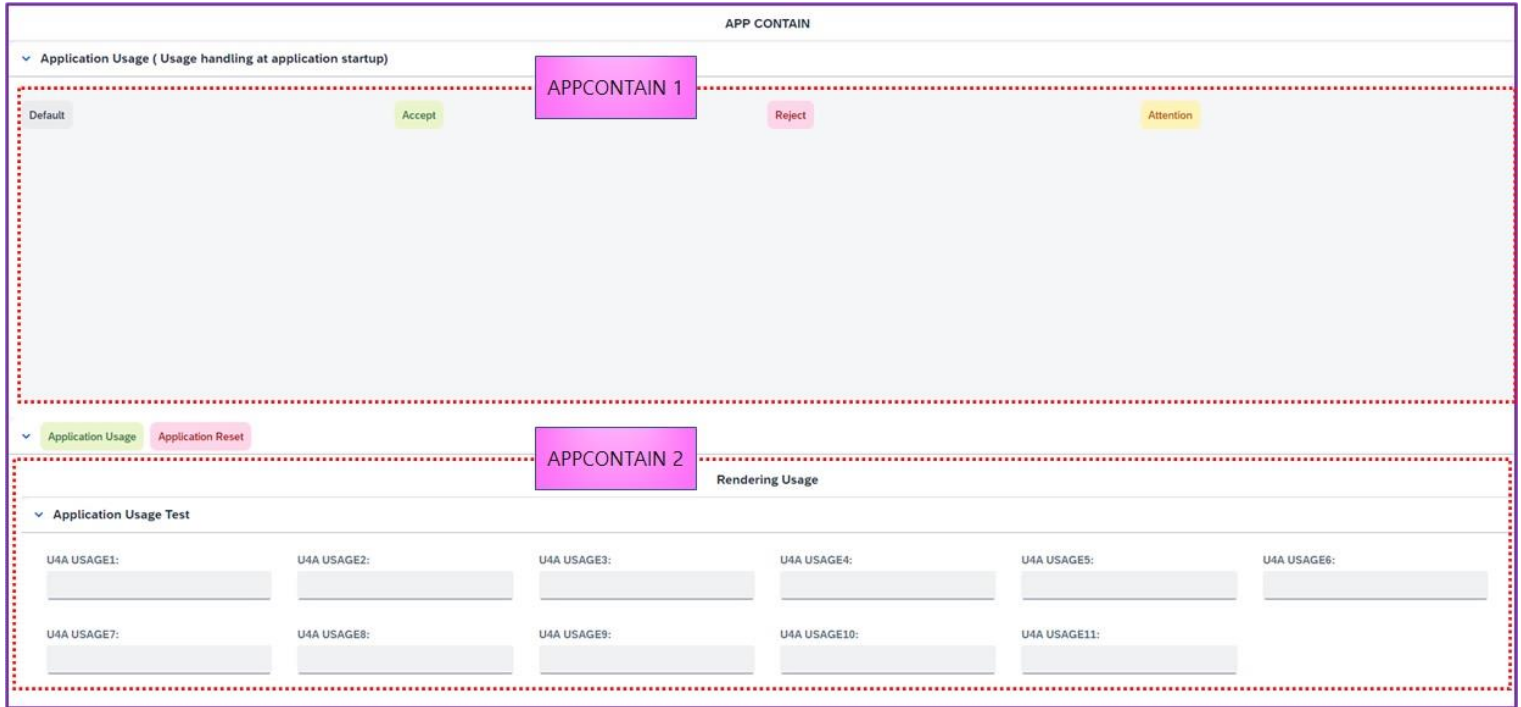 APP CONTAIN
Application Usage ( Usage handling at application startup)
APPCONTAIN 1
Default Accept Reject Attention
Application Usage Application Reset
APPCONTAIN 2
Rendering Usage
Application Usage Test
U4A USAGE1: U4A USAGE2: U4A USAGE3: U4A USAGE4: U4A USAGE5: U4A USAGE6:
U4A USAGE7: U4A USAGE8: U4A USAGE9: U4A USAGE10: U4A USAGE11: